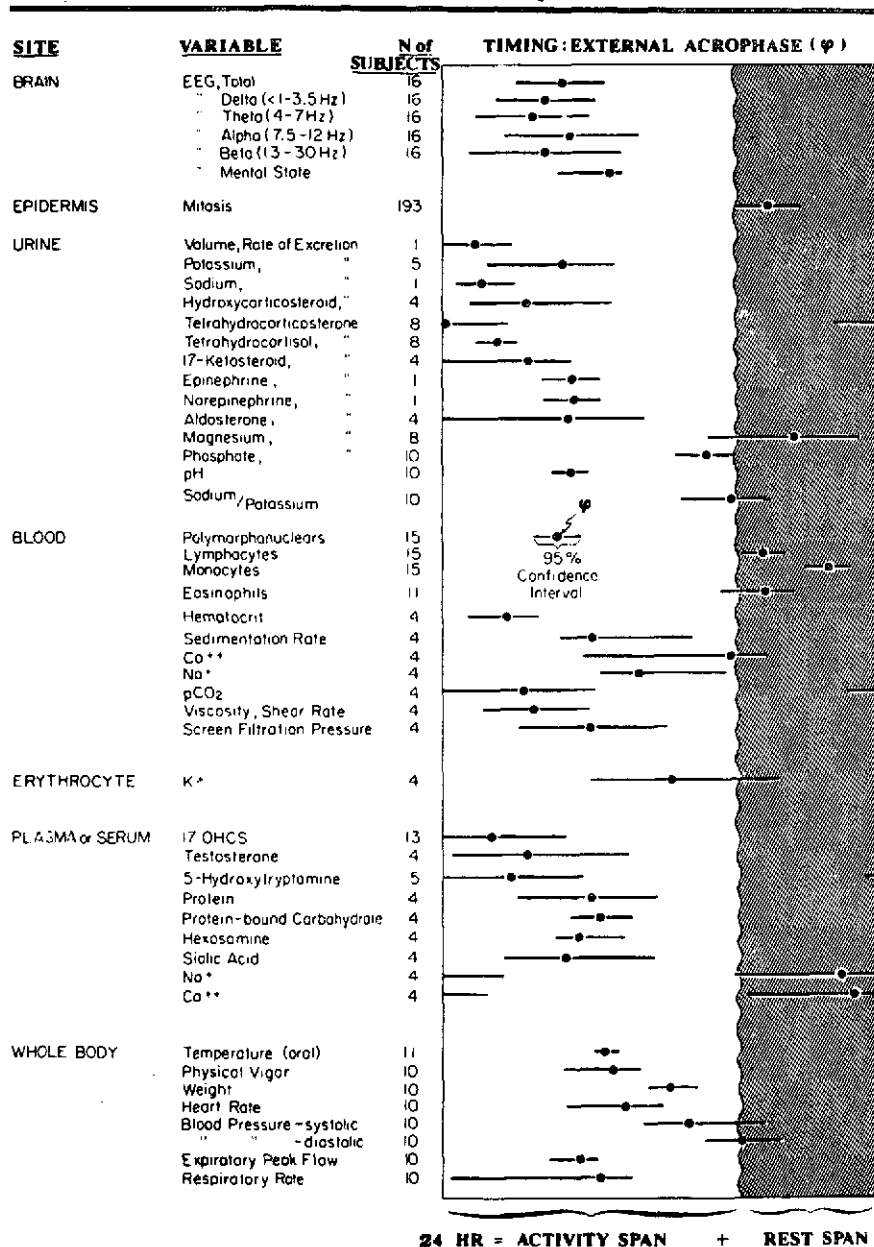 SITE VARIABLE N of SUBJECTS TIMING: EXTERNAL ACROPHASE (φ)
BRAIN EEG, Total 16
" Delta (<1-3.5 Hz) 16
" Theta (4-7 Hz) 16
" Alpha (7.5-12 Hz) 16
" Beta (13-30 Hz) 16
" Mental State
EPIDERMIS Mitosis 193
URINE Volume, Rate of Excretion 1
Potassium, " 5
Sodium, " 1
Hydroxycorticosteroid, " 4
Tetrahydrocorticosterone 8
Tetrahydrocortisol, " 8
17-Ketosteroid, " 4
Epinephrine, " 1
Norepinephrine, " 1
Aldosterone, " 4
Magnesium, " 8
Phosphate, " 10
pH 10
Sodium/Potassium 10
BLOOD Polymorphonuclears 15
Lymphocytes 15
Monocytes 15
Eosinophils 11
φ
95%
Confidence
Interval
Hematocrit 4
Sedimentation Rate 4
Ca++ 4
Na+ 4
pCO2 4
Viscosity, Shear Rate 4
Screen Filtration Pressure 4
ERYTHROCYTE K+ 4
PLASMA or SERUM 17 OHCS 13
Testosterone 4
5-Hydroxytryptamine 5
Protein 4
Protein-bound Carbohydrate 4
Hexosamine 4
Sialic Acid 4
Na+ 4
Ca++ 4
WHOLE BODY Temperature (oral) 11
Physical Vigor 10
Weight 10
Heart Rate 10
Blood Pressure -systolic 10
" " -diastolic 10
Expiratory Peak Flow 10
Respiratory Rate 10
24 HR = ACTIVITY SPAN + REST SPAN